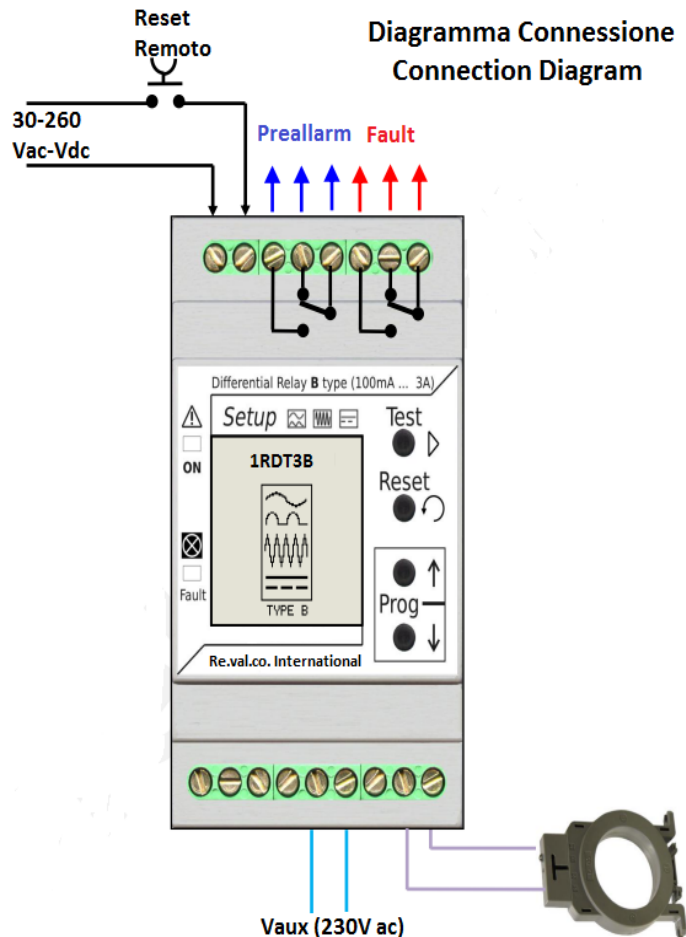 Reset
Remoto
Diagramma Connessione
Connection Diagram
30-260
Vac-Vdc
Preallarm
Fault
Differential Relay B type (100mA ... 3A)
Setup
Test
ON
1RDT3B
Reset
Fault
TYPE B
Prog
Re.val.co. International
T
Vaux (230V ac)